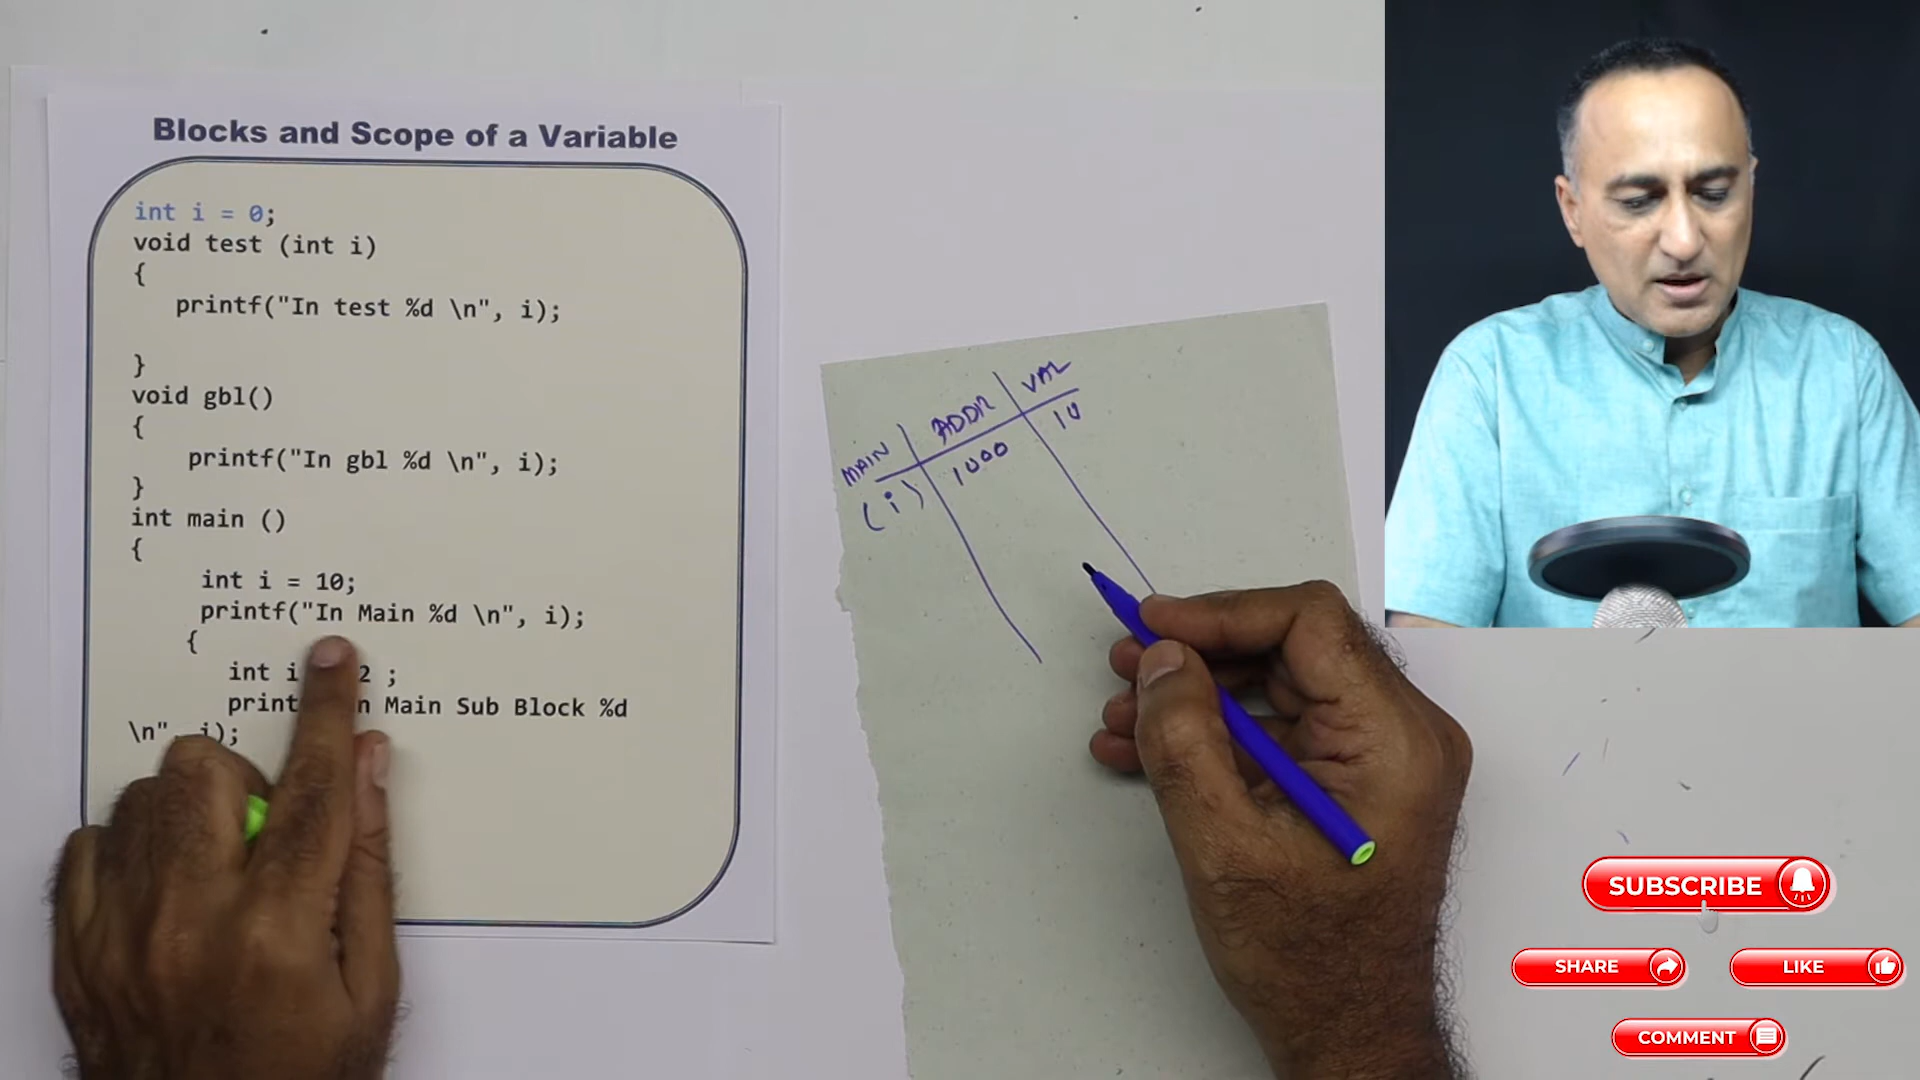 Blocks and Scope of a Variable
int i = 0;
void test (int i)
{
printf("In test %d \n", i);
}
void gbl()
{
printf("In gbl %d \n", i);
}
int main ()
{
int i = 10;
printf("In Main %d \n", i);
{
int i 2 ;
print n Main Sub Block %d
\n" i);
MAIN ADDR VAL
(i) 1000 10
SUBSCRIBE
SHARE LIKE
COMMENT